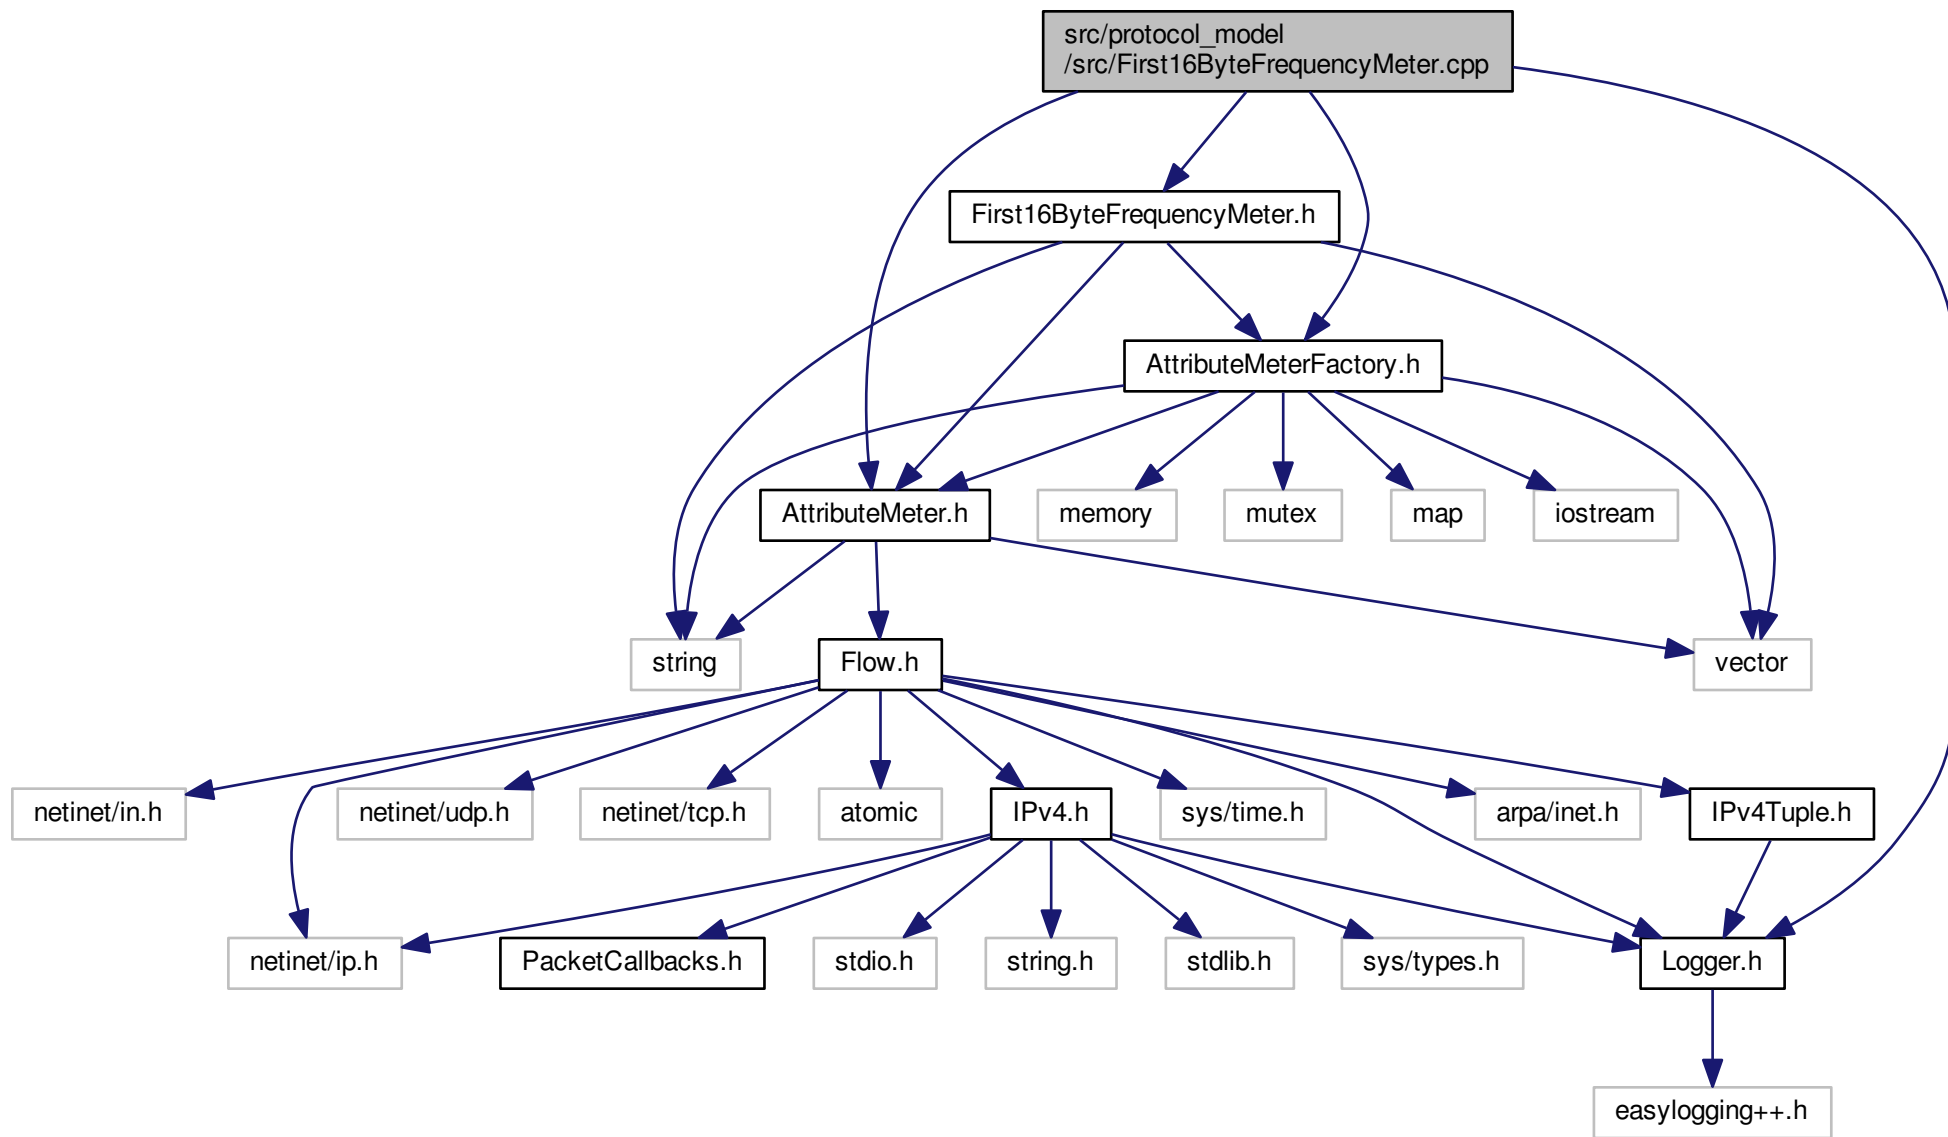 src/protocol_model
/src/First16ByteFrequencyMeter.cpp
First16ByteFrequencyMeter.h
AttributeMeterFactory.h
AttributeMeter.h
memory
mutex
map
iostream
string
Flow.h
vector
netinet/in.h
netinet/udp.h
netinet/tcp.h
atomic
IPv4.h
sys/time.h
arpa/inet.h
IPv4Tuple.h
netinet/ip.h
PacketCallbacks.h
stdio.h
string.h
stdlib.h
sys/types.h
Logger.h
easylogging++.h